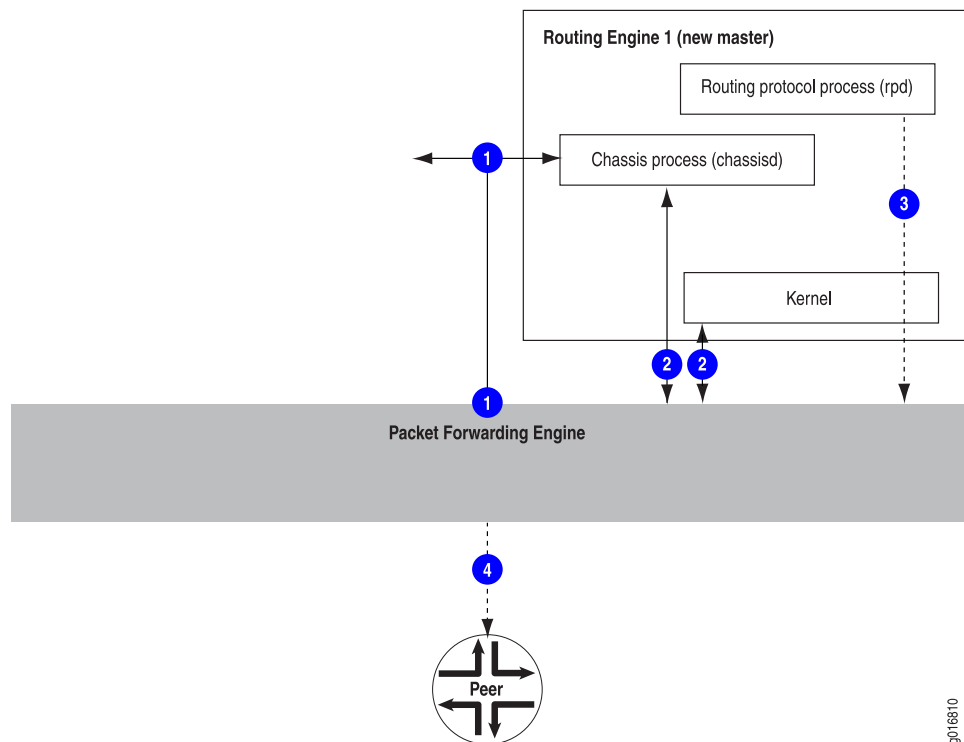 Routing Engine 1 (new master)
Routing protocol process (rpd)
1
Chassis process (chassisd)
3
Kernel
2
2
1
Packet Forwarding Engine
4
Peer
g016810